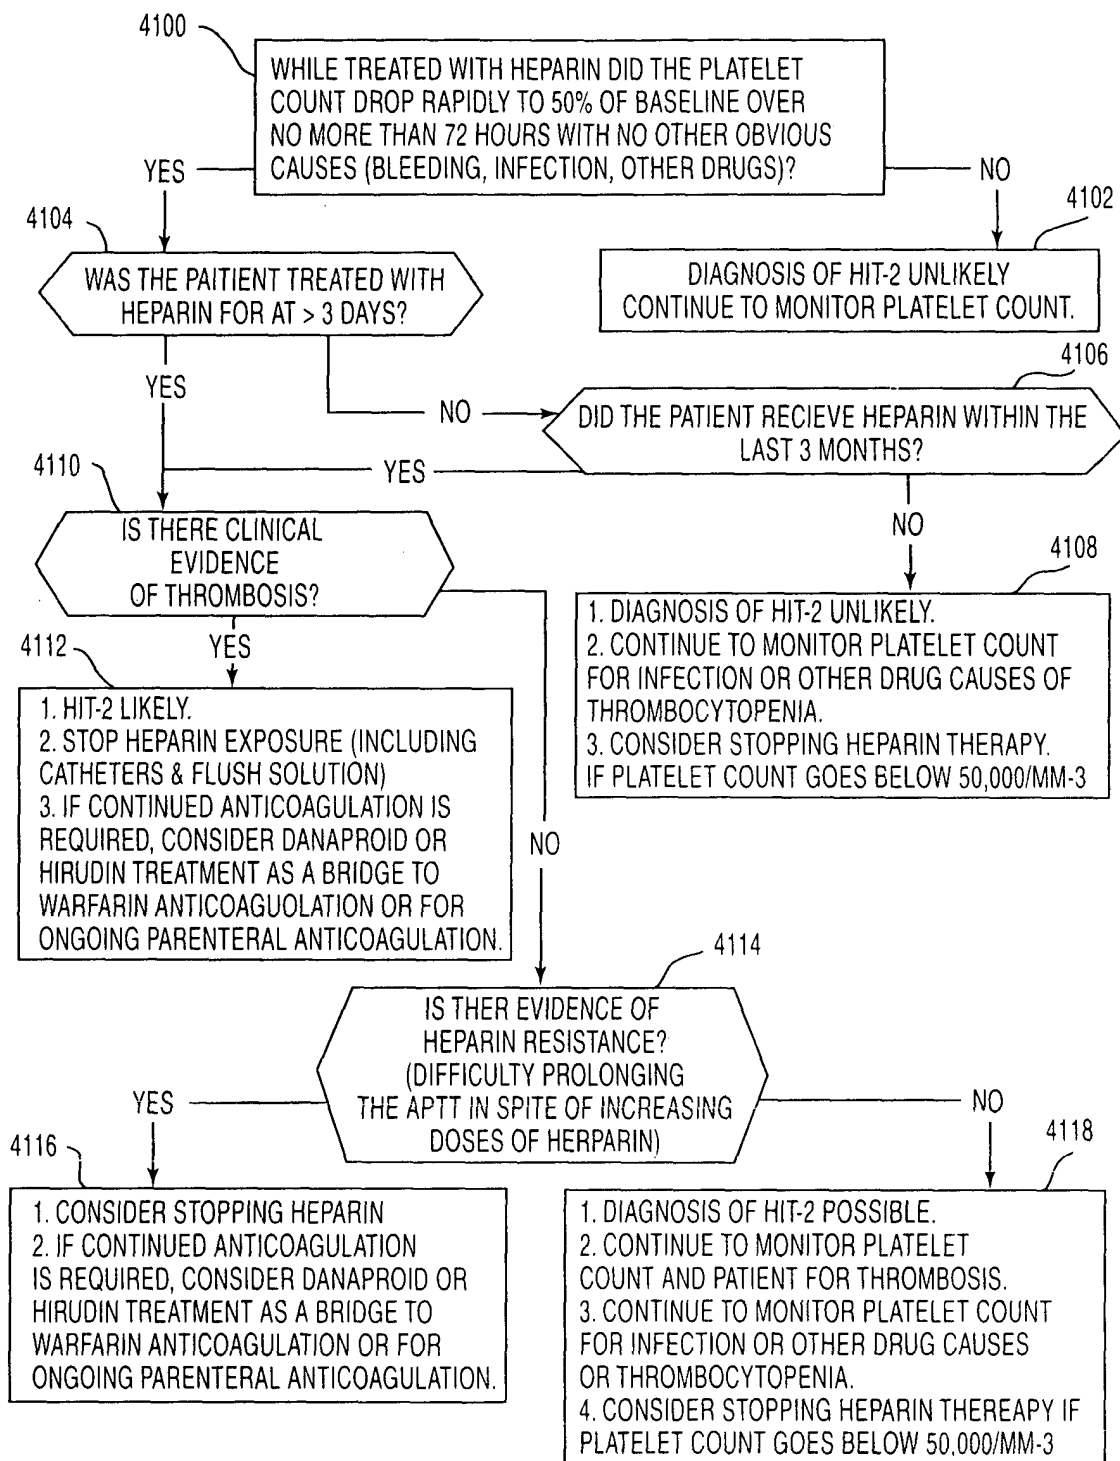 4100
WHILE TREATED WITH HEPARIN DID THE PLATELET
COUNT DROP RAPIDLY TO 50% OF BASELINE OVER
NO MORE THAN 72 HOURS WITH NO OTHER OBVIOUS
CAUSES (BLEEDING, INFECTION, OTHER DRUGS)?
YES
NO
4102
DIAGNOSIS OF HIT-2 UNLIKELY
CONTINUE TO MONITOR PLATELET COUNT.
4104
WAS THE PAITIENT TREATED WITH
HEPARIN FOR AT > 3 DAYS?
YES
NO
4106
DID THE PATIENT RECIEVE HEPARIN WITHIN THE
LAST 3 MONTHS?
YES
NO
4108
1. DIAGNOSIS OF HIT-2 UNLIKELY.
2. CONTINUE TO MONITOR PLATELET COUNT
FOR INFECTION OR OTHER DRUG CAUSES OF
THROMBOCYTOPENIA.
3. CONSIDER STOPPING HEPARIN THERAPY.
IF PLATELET COUNT GOES BELOW 50,000/MM-3
4110
IS THERE CLINICAL
EVIDENCE
OF THROMBOSIS?
YES
NO
4112
1. HIT-2 LIKELY.
2. STOP HEPARIN EXPOSURE (INCLUDING
CATHETERS & FLUSH SOLUTION)
3. IF CONTINUED ANTICOAGULATION IS
REQUIRED, CONSIDER DANAPROID OR
HIRUDIN TREATMENT AS A BRIDGE TO
WARFARIN ANTICOAGUOLATION OR FOR
ONGOING PARENTERAL ANTICOAGULATION.
4114
IS THER EVIDENCE OF
HEPARIN RESISTANCE?
(DIFFICULTY PROLONGING
THE APTT IN SPITE OF INCREASING
DOSES OF HERPARIN)
YES
NO
4116
1. CONSIDER STOPPING HEPARIN
2. IF CONTINUED ANTICOAGULATION
IS REQUIRED, CONSIDER DANAPROID OR
HIRUDIN TREATMENT AS A BRIDGE TO
WARFARIN ANTICOAGULATION OR FOR
ONGOING PARENTERAL ANTICOAGULATION.
4118
1. DIAGNOSIS OF HIT-2 POSSIBLE.
2. CONTINUE TO MONITOR PLATELET
COUNT AND PATIENT FOR THROMBOSIS.
3. CONTINUE TO MONITOR PLATELET COUNT
FOR INFECTION OR OTHER DRUG CAUSES
OR THROMBOCYTOPENIA.
4. CONSIDER STOPPING HEPARIN THEREAPY IF
PLATELET COUNT GOES BELOW 50,000/MM-3